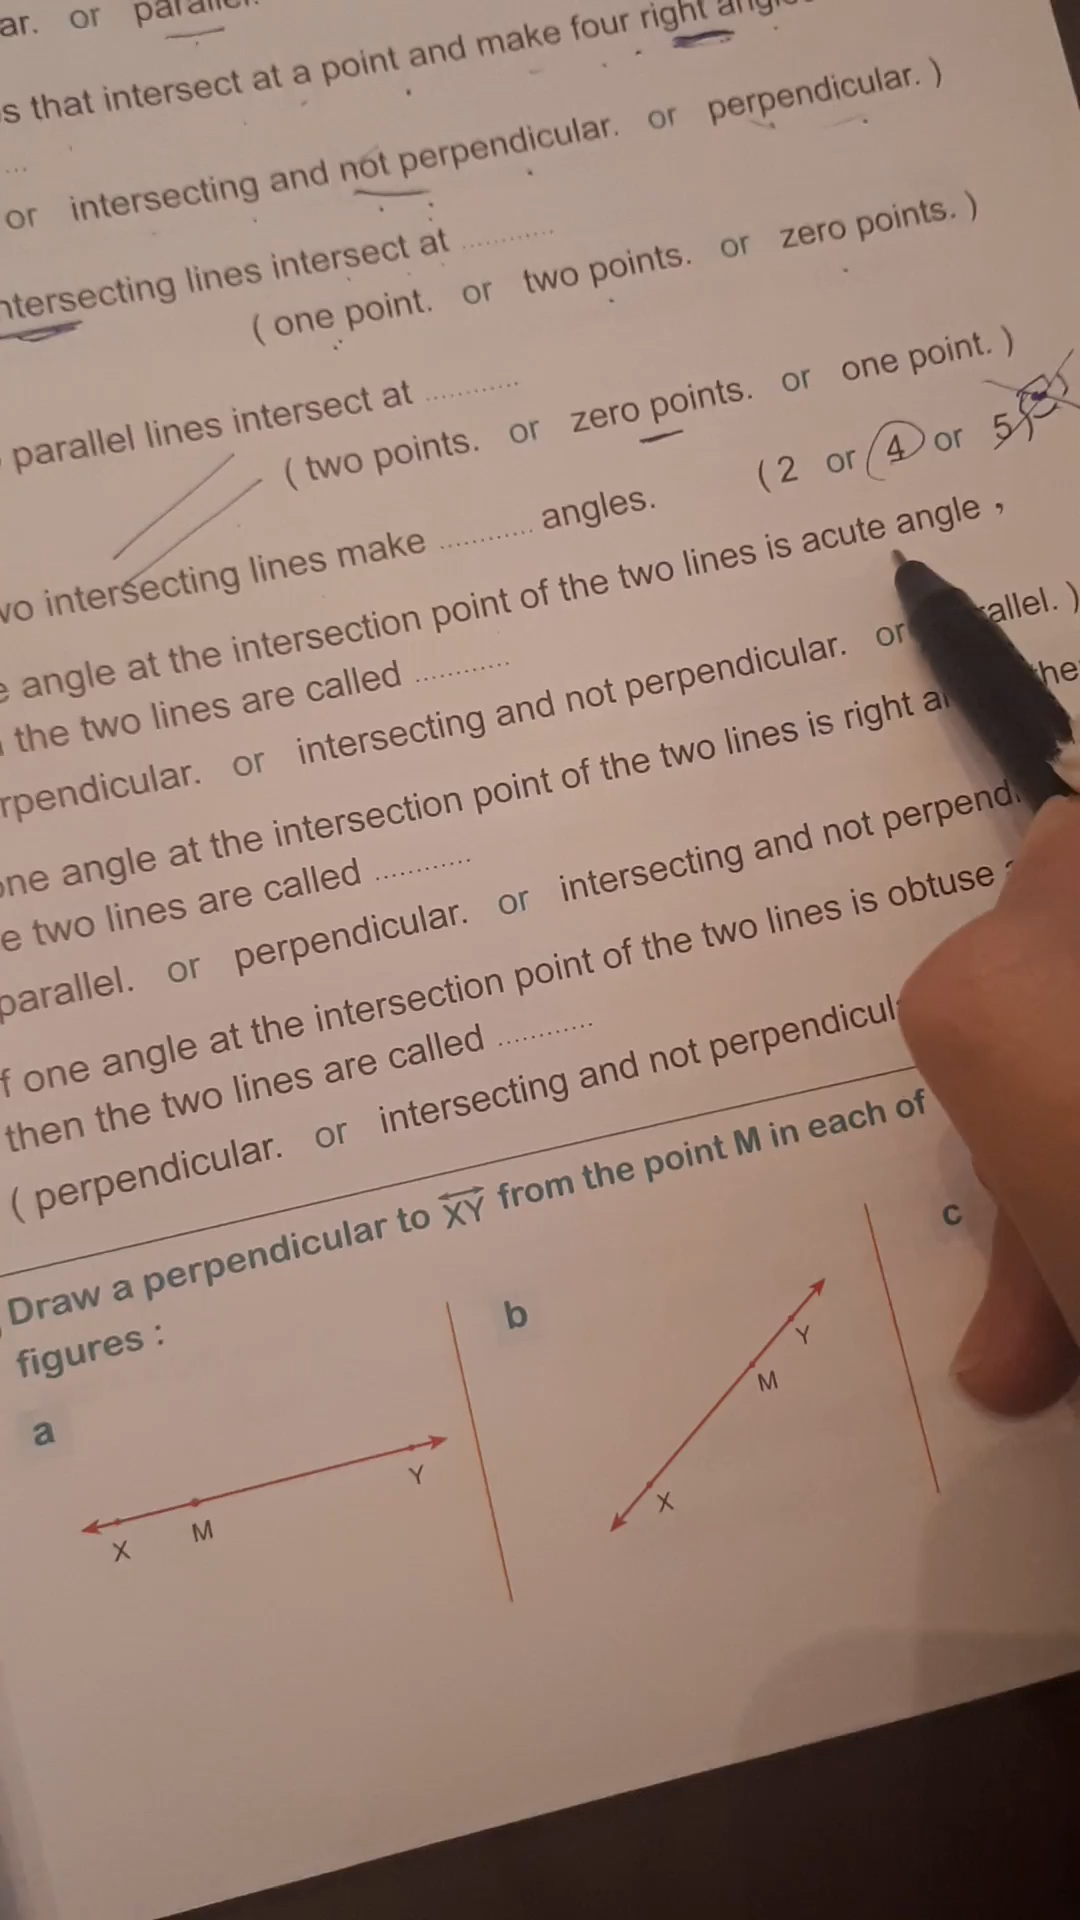 ar. or parallel.
s that intersect at a point and make four right
...
or intersecting and not perpendicular. or perpendicular. )
ntersecting lines intersect at ............
( one point. or two points. or zero points. )
parallel lines intersect at ............
( two points. or zero points. or one point. )
wo intersecting lines make ............ angles. ( 2 or 4 or 5 )
e angle at the intersection point of the two lines is acute angle ,
the two lines are called ............
rpendicular. or intersecting and not perpendicular. or allel. )
one angle at the intersection point of the two lines is right a he
e two lines are called ............
parallel. or perpendicular. or intersecting and not perpend
f one angle at the intersection point of the two lines is obtuse
then the two lines are called ............
( perpendicular. or intersecting and not perpendicul
Draw a perpendicular to XY from the point M in each of
figures :
a
X M Y
b
X M Y
c